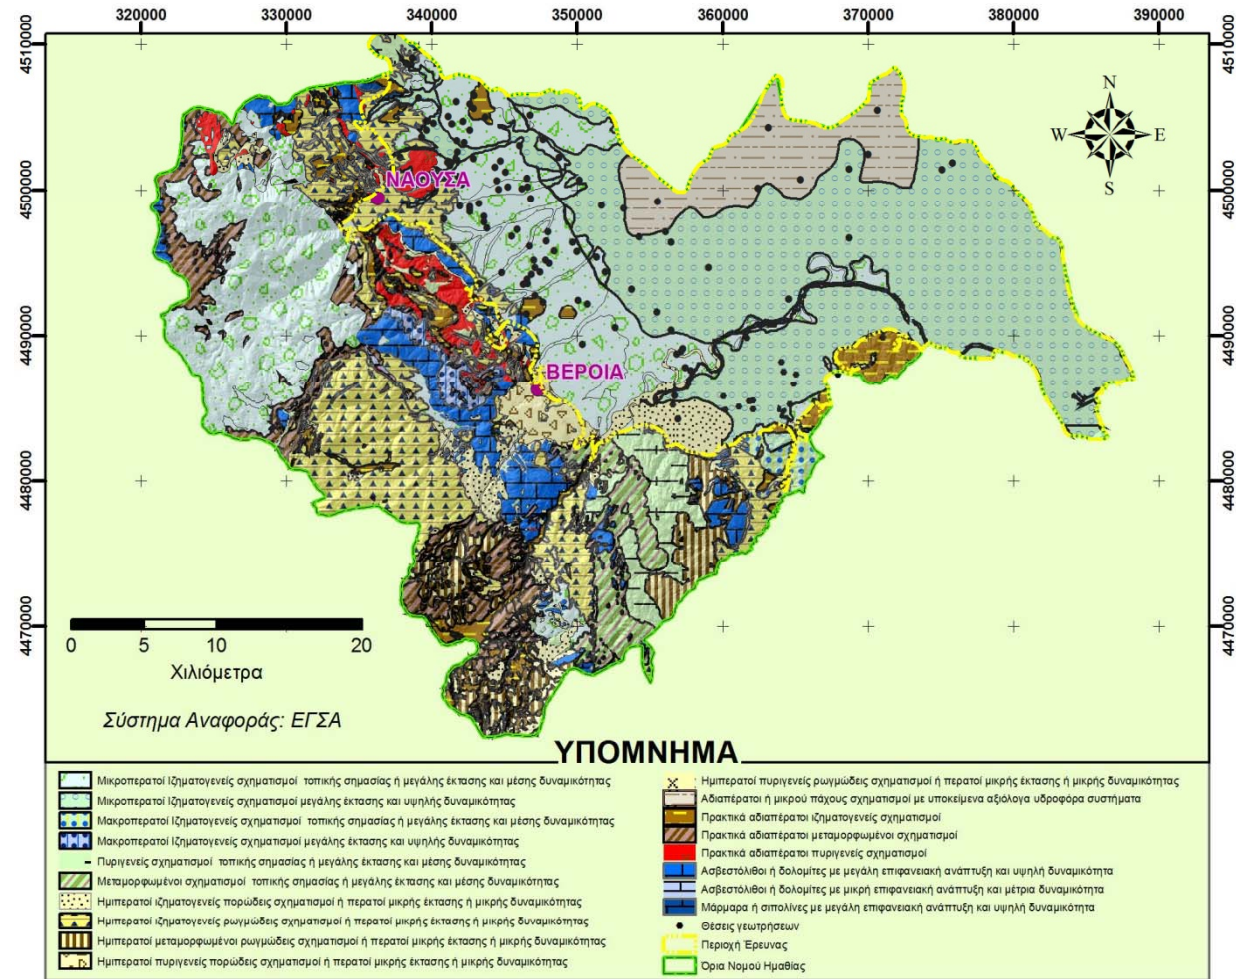 320000 330000 340000 350000 360000 370000 380000 390000
4510000 4510000
4500000 4500000
4490000 4490000
4480000 4480000
4470000 4470000
N
W E
S
ΝΑΟΥΣΑ
ΒΕΡΟΙΑ
0 5 10 20
Χιλιόμετρα
Σύστημα Αναφοράς: ΕΓΣΑ
ΥΠΟΜΝΗΜΑ
Μικροπερατοί Ιζηματογενείς σχηματισμοί τοπικής σημασίας ή μεγάλης έκτασης και μέσης δυναμικότητας
Μικροπερατοί Ιζηματογενείς σχηματισμοί μεγάλης έκτασης και υψηλής δυναμικότητας
Μακροπερατοί Ιζηματογενείς σχηματισμοί τοπικής σημασίας ή μεγάλης έκτασης και μέσης δυναμικότητας
Μακροπερατοί Ιζηματογενείς σχηματισμοί μεγάλης έκτασης και υψηλής δυναμικότητας
Πυριγενείς σχηματισμοί τοπικής σημασίας ή μεγάλης έκτασης και μέσης δυναμικότητας
Μεταμορφωμένοι σχηματισμοί τοπικής σημασίας ή μεγάλης έκτασης και μέσης δυναμικότητας
Ημιπερατοί ιζηματογενείς πορώδεις σχηματισμοί ή περατοί μικρής έκτασης ή μικρής δυναμικότητας
Ημιπερατοί ιζηματογενείς ρωγμώδεις σχηματισμοί ή περατοί μικρής έκτασης ή μικρής δυναμικότητας
Ημιπερατοί μεταμορφωμένοι ρωγμώδεις σχηματισμοί ή περατοί μικρής έκτασης ή μικρής δυναμικότητας
Ημιπερατοί πυριγενείς πορώδεις σχηματισμοί ή περατοί μικρής έκτασης ή μικρής δυναμικότητας
Ημιπερατοί πυριγενείς ρωγμώδεις σχηματισμοί ή περατοί μικρής έκτασης ή μικρής δυναμικότητας
Αδιαπέρατοι ή μικρού πάχους σχηματισμοί με υποκείμενα αξιόλογα υδροφόρα συστήματα
Πρακτικά αδιαπέρατοι ιζηματογενείς σχηματισμοί
Πρακτικά αδιαπέρατοι μεταμορφωμένοι σχηματισμοί
Πρακτικά αδιαπέρατοι πυριγενείς σχηματισμοί
Ασβεστόλιθοι ή δολομίτες με μεγάλη επιφανειακή ανάπτυξη και υψηλή δυναμικότητα
Ασβεστόλιθοι ή δολομίτες με μικρή επιφανειακή ανάπτυξη και μέτρια δυναμικότητα
Μάρμαρα ή σιπολίνες με μεγάλη επιφανειακή ανάπτυξη και υψηλή δυναμικότητα
Θέσεις γεωτρήσεων
Περιοχή Έρευνας
Όρια Νομού Ημαθίας